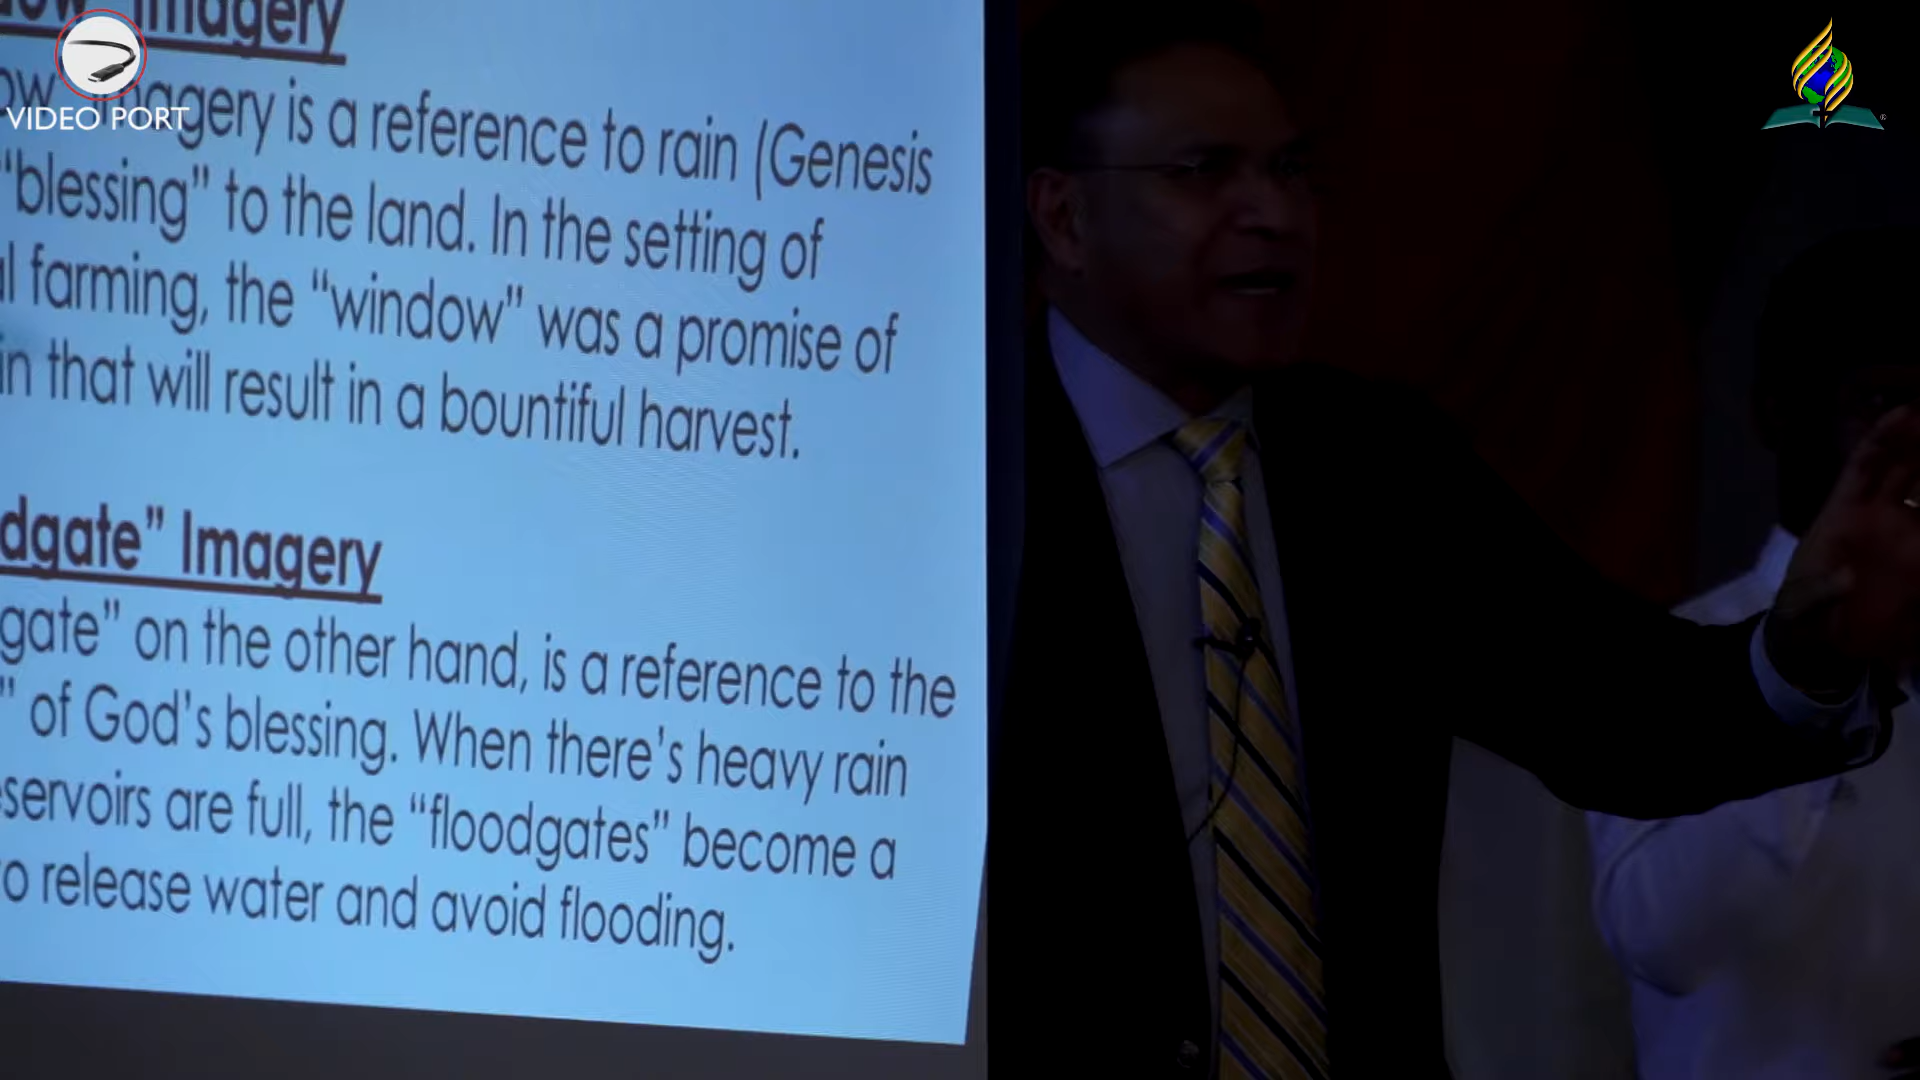 Imagery
VIDEO PORT
Imagery is a reference to rain (Genesis
"blessing" to the land. In the setting of
farming, the "window" was a promise of
that will result in a bountiful harvest.
dgate" Imagery
gate" on the other hand, is a reference to the
" of God's blessing. When there's heavy rain
servoirs are full, the "floodgates" become a
to release water and avoid flooding.